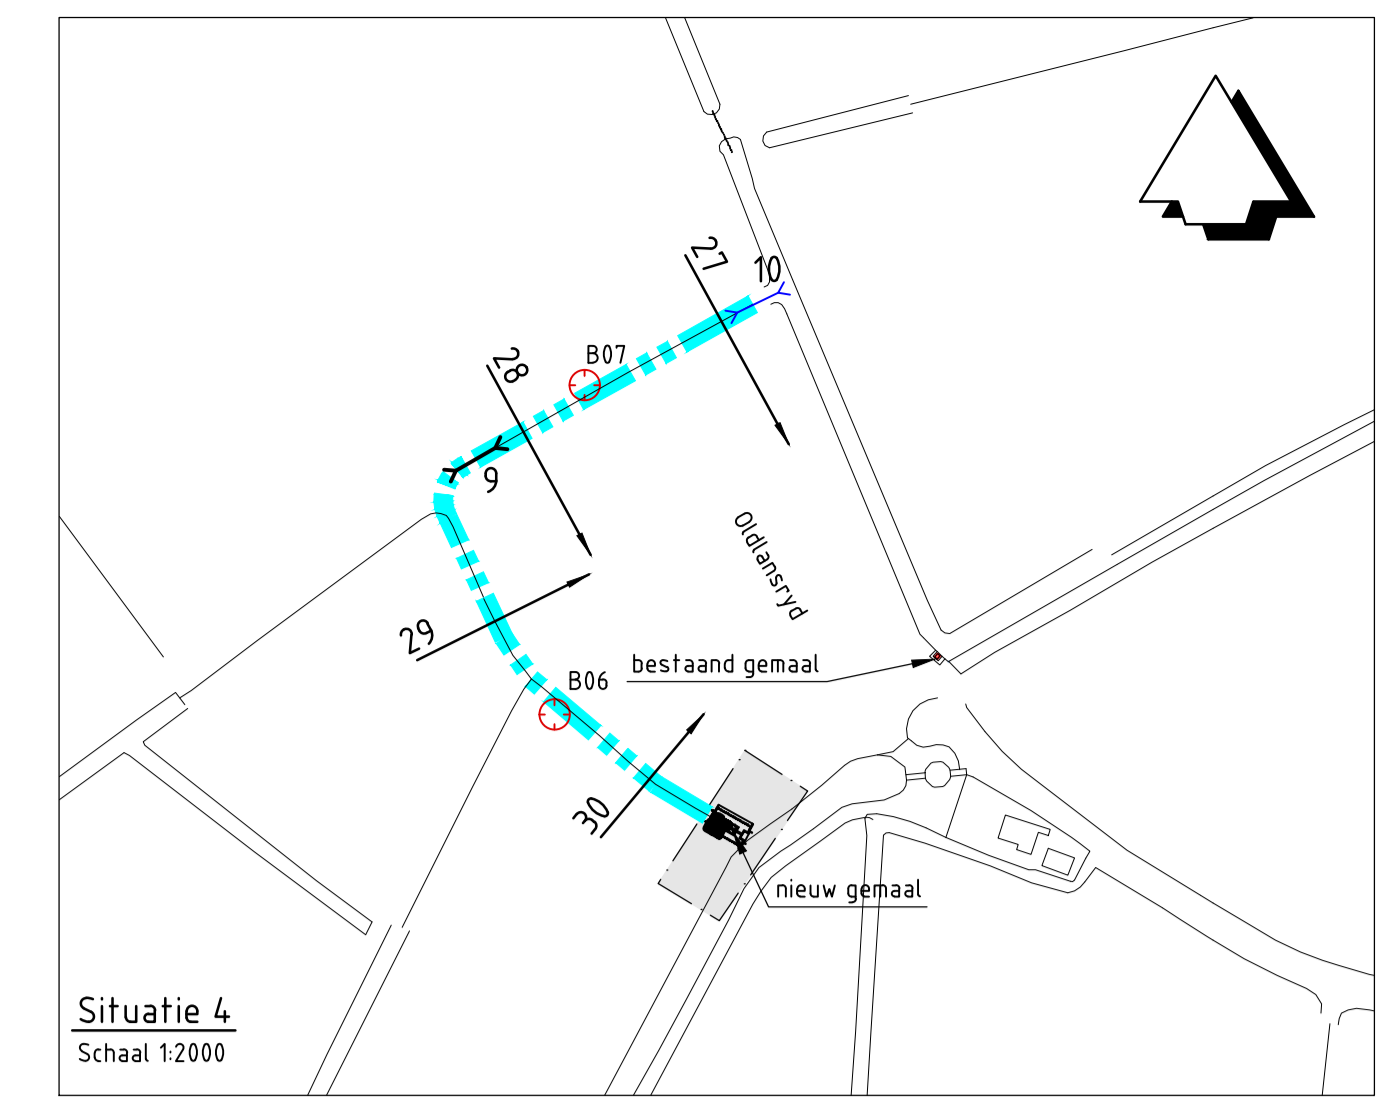 27
10
B07
28
9
Oldlansryd
29
bestaand gemaal
B06
30
nieuw gemaal
Situatie 4
Schaal 1:2000